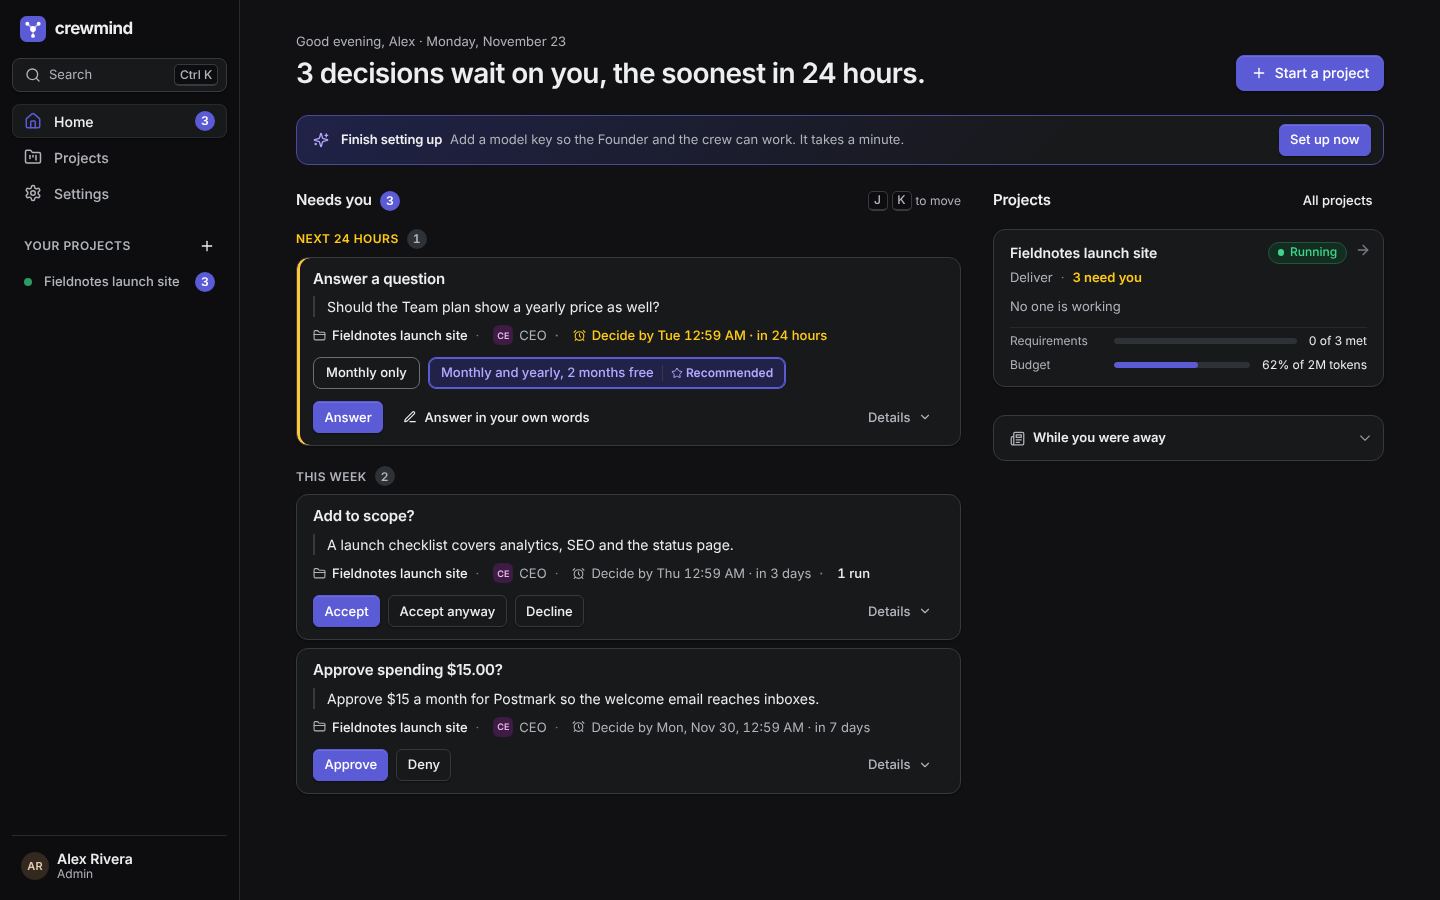 crewmind
Search Ctrl K
Home 3
Projects
Settings
YOUR PROJECTS
Fieldnotes launch site 3
AR
Alex Rivera
Admin
Good evening, Alex · Monday, November 23
3 decisions wait on you, the soonest in 24 hours.
Start a project
Finish setting up Add a model key so the Founder and the crew can work. It takes a minute.
Set up now
Needs you 3
J K to move
NEXT 24 HOURS 1
Answer a question
Should the Team plan show a yearly price as well?
Fieldnotes launch site · CE CEO · Decide by Tue 12:59 AM · in 24 hours
Monthly only
Monthly and yearly, 2 months free Recommended
Answer
Answer in your own words
Details
THIS WEEK 2
Add to scope?
A launch checklist covers analytics, SEO and the status page.
Fieldnotes launch site · CE CEO · Decide by Thu 12:59 AM · in 3 days · 1 run
Accept
Accept anyway
Decline
Details
Approve spending $15.00?
Approve $15 a month for Postmark so the welcome email reaches inboxes.
Fieldnotes launch site · CE CEO · Decide by Mon, Nov 30, 12:59 AM · in 7 days
Approve
Deny
Details
Projects
All projects
Fieldnotes launch site
Running
Deliver · 3 need you
No one is working
Requirements 0 of 3 met
Budget 62% of 2M tokens
While you were away